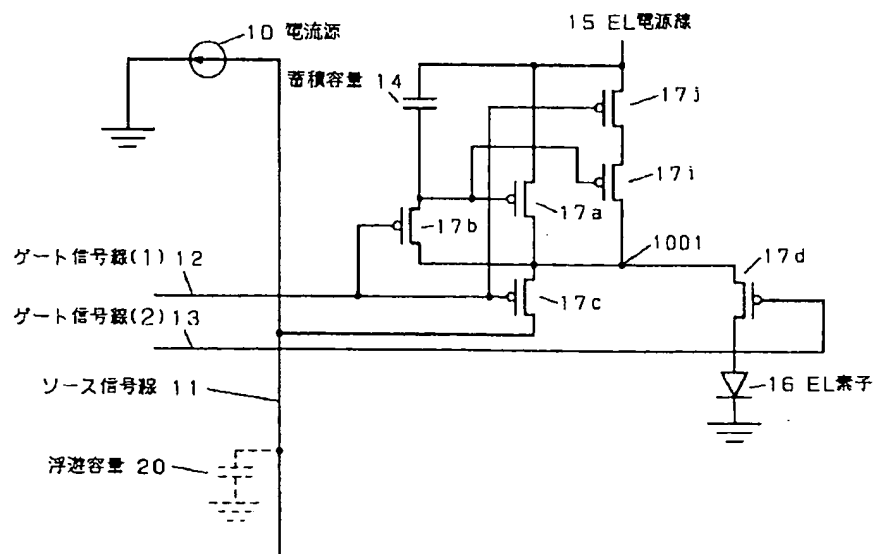 10 電流源
15 EL電源線
蓄積容量 14
17j
17i
17a
17b
1001
17d
ゲート信号線(1) 12
17c
ゲート信号線(2) 13
ソース信号線 11
16 EL素子
浮遊容量 20